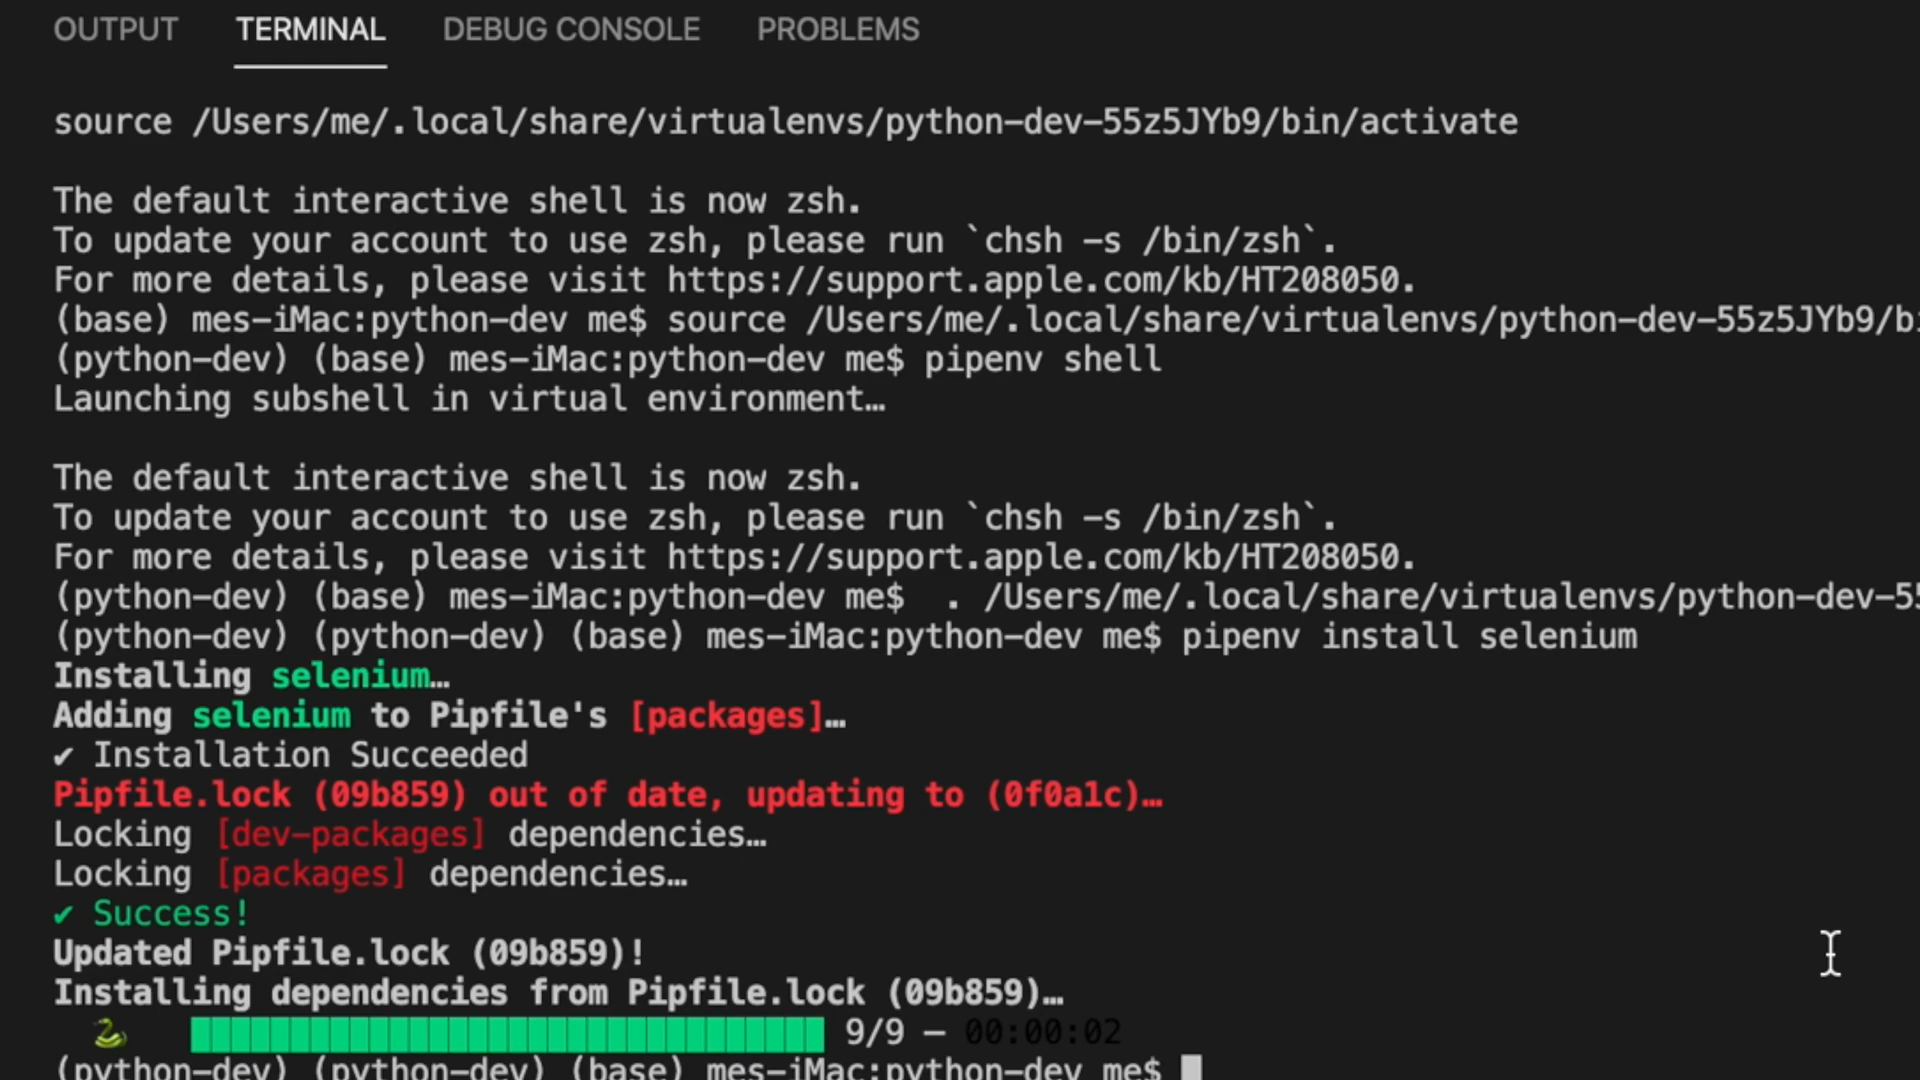 OUTPUT TERMINAL DEBUG CONSOLE PROBLEMS
source /Users/me/.local/share/virtualenvs/python-dev-55z5JYb9/bin/activate
The default interactive shell is now zsh.
To update your account to use zsh, please run `chsh -s /bin/zsh`.
For more details, please visit https://support.apple.com/kb/HT208050.
(base) mes-iMac:python-dev me$ source /Users/me/.local/share/virtualenvs/python-dev-55z5JYb9/bi
(python-dev) (base) mes-iMac:python-dev me$ pipenv shell
Launching subshell in virtual environment…
The default interactive shell is now zsh.
To update your account to use zsh, please run `chsh -s /bin/zsh`.
For more details, please visit https://support.apple.com/kb/HT208050.
(python-dev) (base) mes-iMac:python-dev me$  . /Users/me/.local/share/virtualenvs/python-dev-55
(python-dev) (python-dev) (base) mes-iMac:python-dev me$ pipenv install selenium
Installing selenium…
Adding selenium to Pipfile's [packages]…
✔ Installation Succeeded
Pipfile.lock (09b859) out of date, updating to (0f0a1c)…
Locking [dev-packages] dependencies…
Locking [packages] dependencies…
✔ Success!
Updated Pipfile.lock (09b859)!
Installing dependencies from Pipfile.lock (09b859)…
9/9 — 00:00:02
(python-dev) (python-dev) (base) mes-iMac:python-dev me$